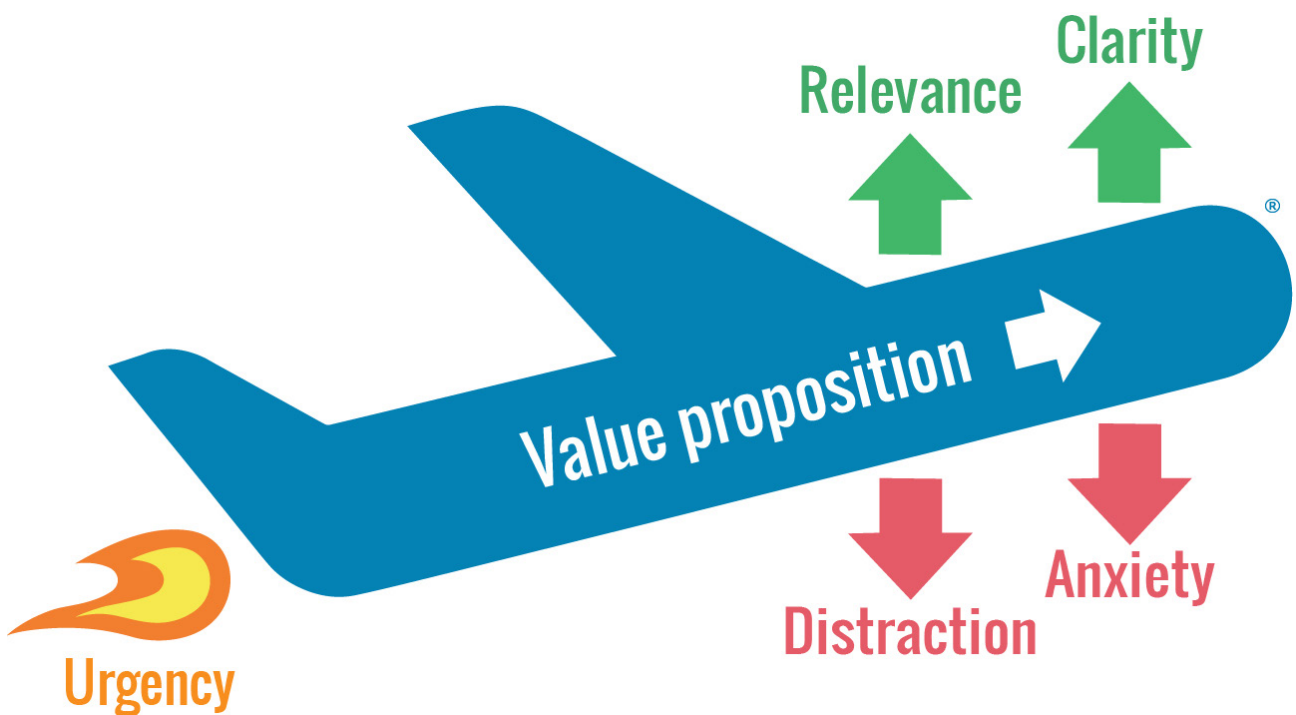 Clarity
Relevance
®
Value proposition
Anxiety
Distraction
Urgency